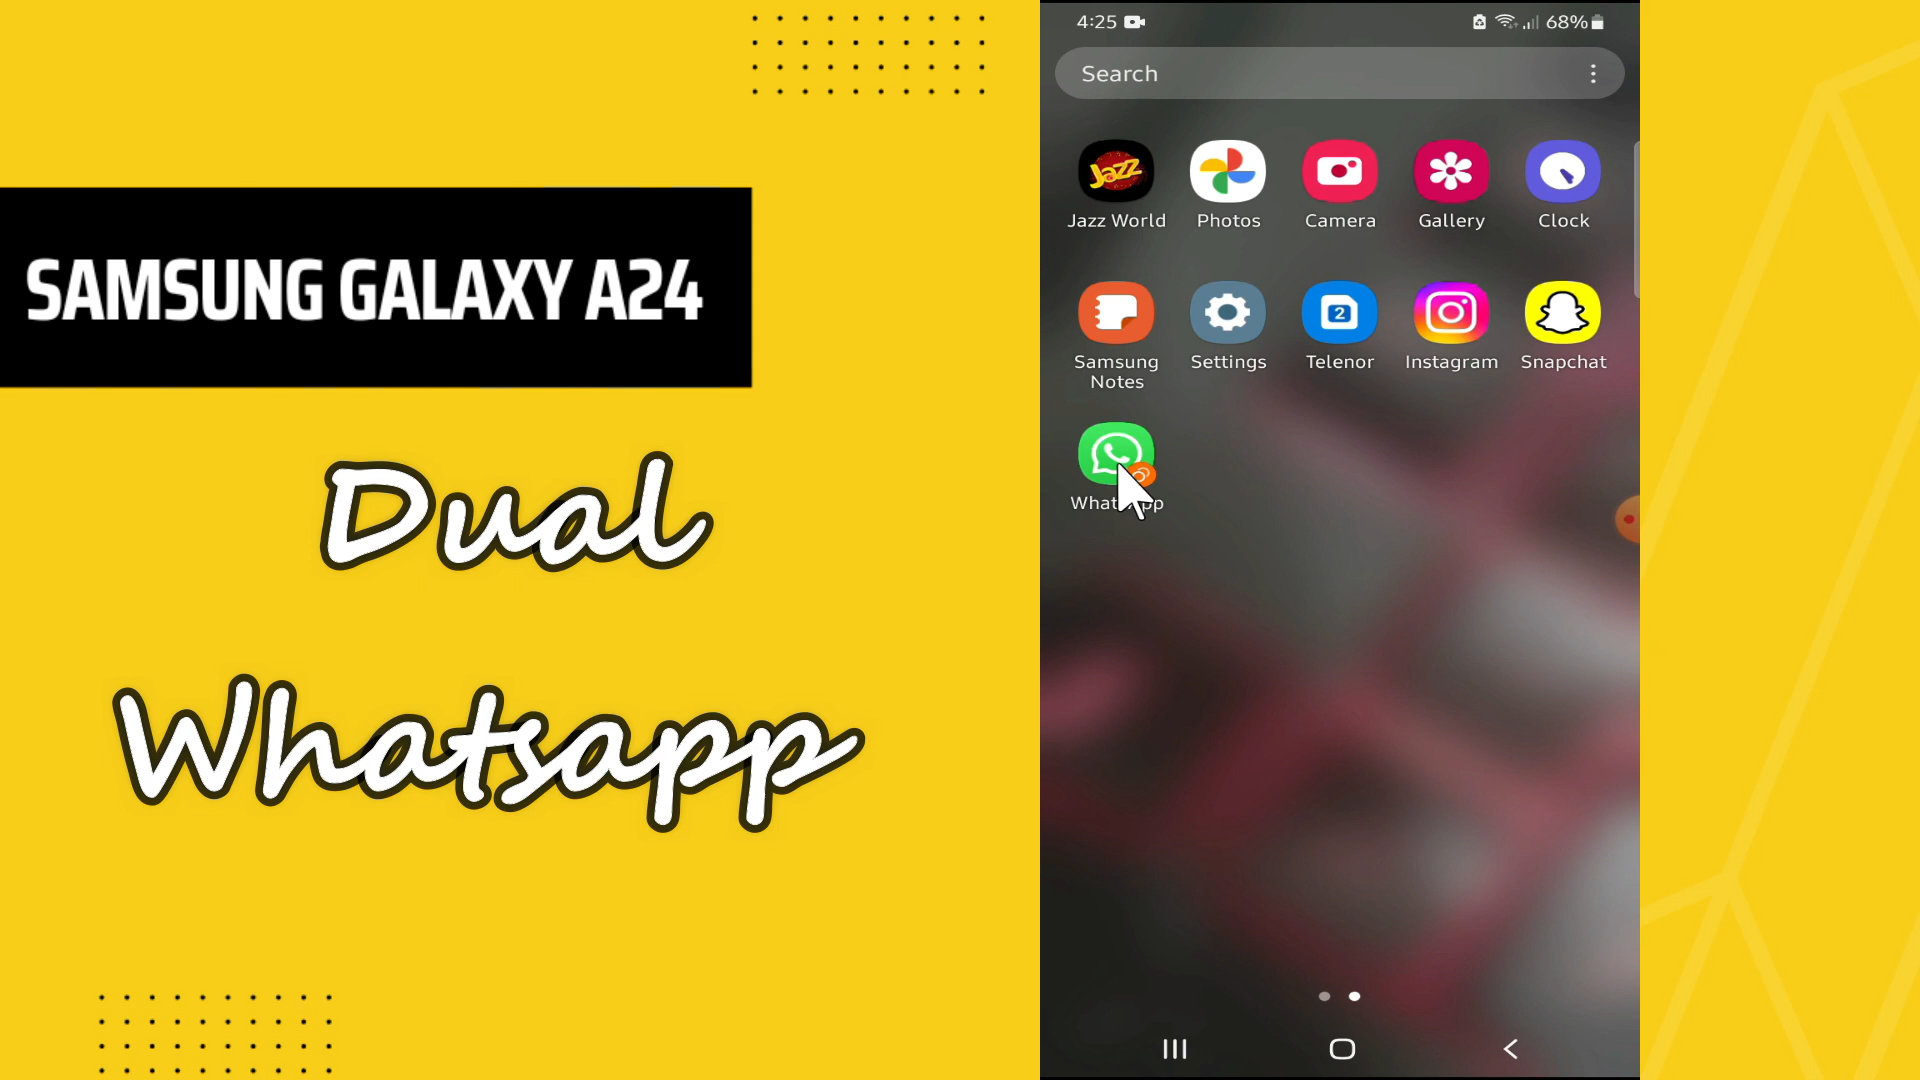 SAMSUNG GALAXY A24
Dual
Whatsapp
4:25
68%
Search
Jazz
Jazz World
Photos
Camera
Gallery
Clock
2
Samsung Notes
Settings
Telenor
Instagram
Snapchat